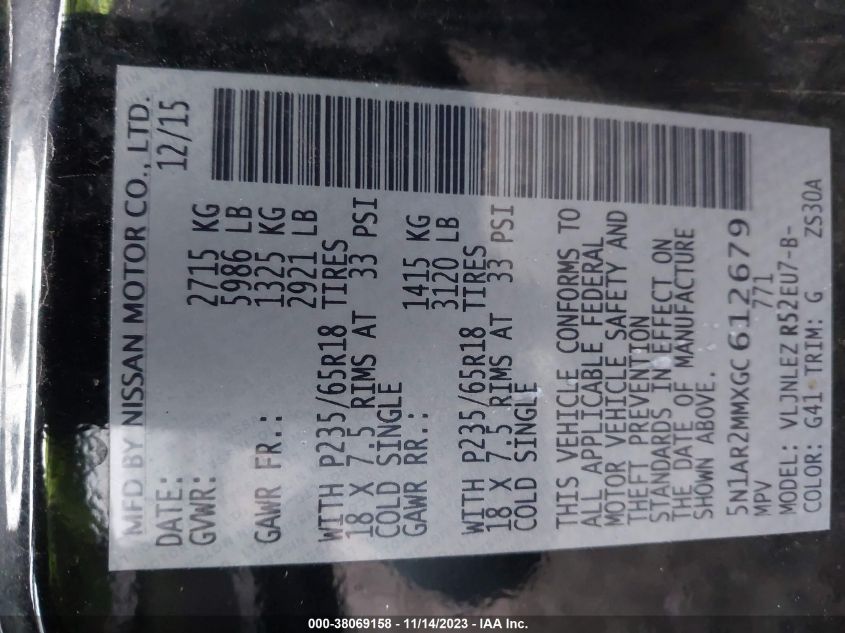 MFD BY NISSAN MOTOR CO., LTD.
DATE: 12/15
GVWR: 2715 KG
5986 LB
GAWR FR.: 1325 KG
2921 LB
WITH P235/65R18 TIRES
18 X 7.5 RIMS AT 33 PSI
COLD SINGLE
GAWR RR.: 1415 KG
3120 LB
WITH P235/65R18 TIRES
18 X 7.5 RIMS AT 33 PSI
COLD SINGLE
THIS VEHICLE CONFORMS TO
ALL APPLICABLE FEDERAL
MOTOR VEHICLE SAFETY AND
THEFT PREVENTION
STANDARDS IN EFFECT ON
THE DATE OF MANUFACTURE
SHOWN ABOVE.
5N1AR2MMXGC612679
MPV 771
MODEL: VLJNLEZ R52EU7-B-
COLOR: G41 TRIM: G ZS30A
000-38069158 - 11/14/2023 - IAA Inc.